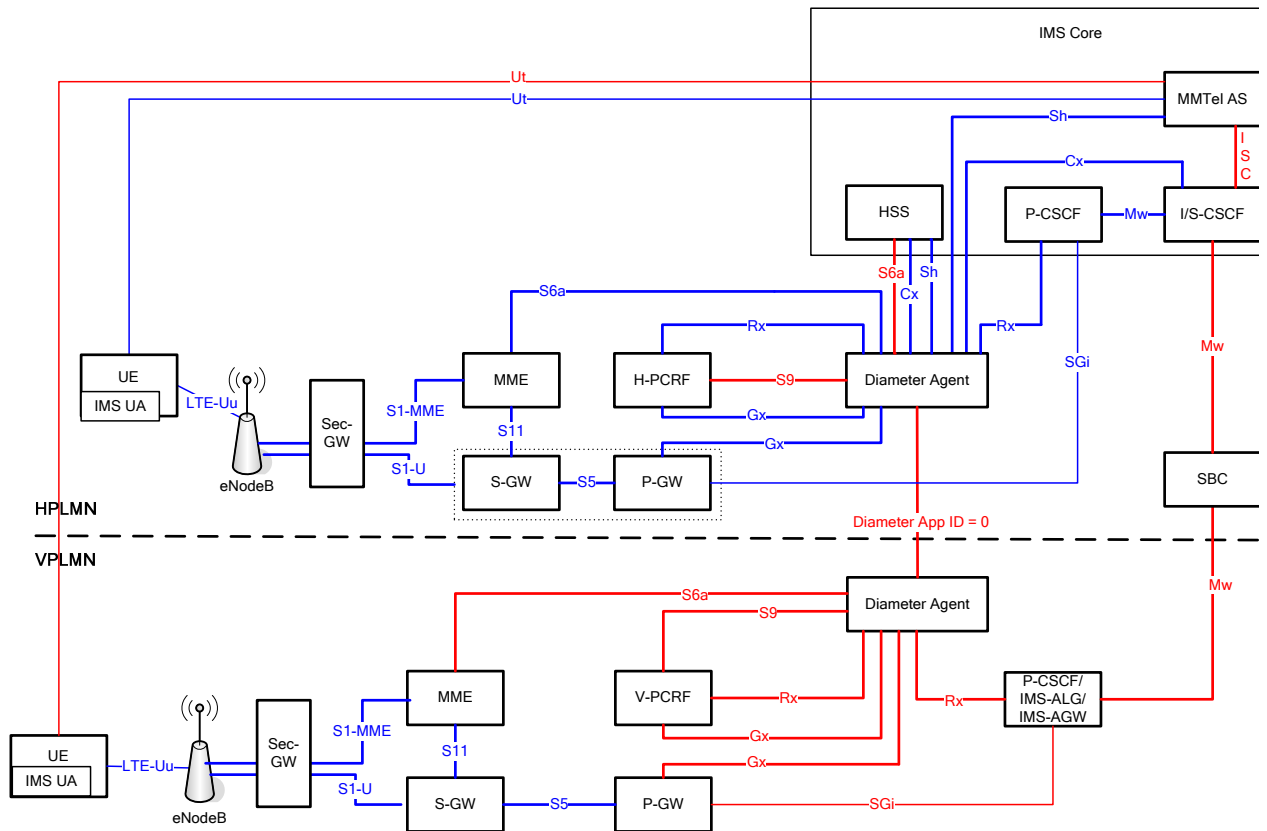 IMS Core
Ut
MMTel AS
Ut
Sh
I
S
C
Cx
HSS
P-CSCF
Mw
I/S-CSCF
S6a
Sh
Cx
S6a
Rx
Rx
Mw
SGi
UE
IMS UA
LTE-Uu
MME
H-PCRF
S9
Diameter Agent
S1-MME
Sec-
GW
Gx
S11
Gx
S1-U
S-GW
S5
P-GW
SBC
eNodeB
HPLMN
Diameter App ID = 0
VPLMN
Mw
S6a
Diameter Agent
S9
MME
V-PCRF
Rx
Rx
P-CSCF/
IMS-ALG/
IMS-AGW
S1-MME
Sec-
GW
Gx
S11
UE
IMS UA
LTE-Uu
Gx
S1-U
S-GW
S5
P-GW
SGi
eNodeB